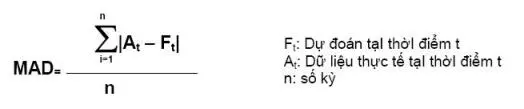 n
∑|Aₜ – Fₜ|
i=1
MAD=
n
Fₜ: Dự đoán tạI thờI điểm t
Aₜ: Dữ liệu thực tế tạI thờI điểm t
n: số kỳ